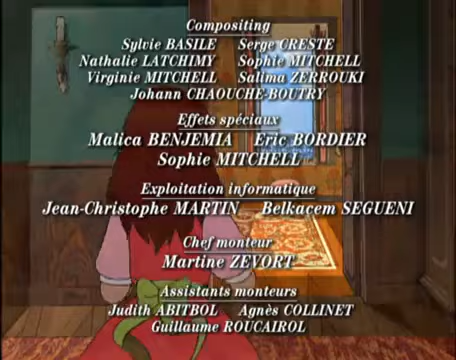 Compositing
Sylvie BASILE Serge CRESTE
Nathalie LATCHIMY Sophie MITCHELL
Virginie MITCHELL Salima ZERROUKI
Johann CHAOUCHE-BOUTRY
Effets spéciaux
Malica BENJEMIA Eric BORDIER
Sophie MITCHELL
Exploitation informatique
Jean-Christophe MARTIN Belkacem SEGUENI
Chef monteur
Martine ZEVORT
Assistants monteurs
Judith ABITBOL Agnès COLLINET
Guillaume ROUCAIROL